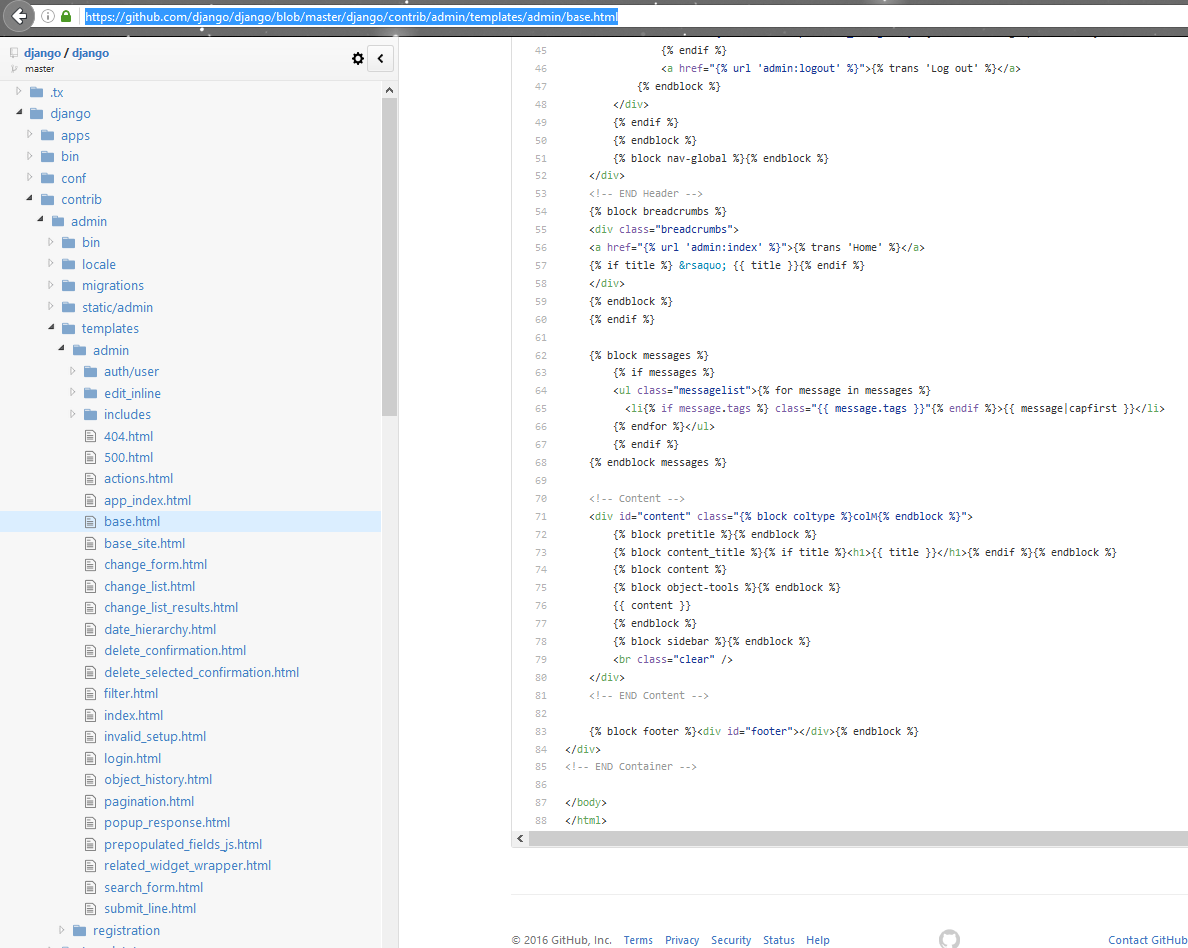 https://github.com/django/django/blob/master/django/contrib/admin/templates/admin/base.html
django / django
master
.tx
django
apps
bin
conf
contrib
admin
bin
locale
migrations
static/admin
templates
admin
auth/user
edit_inline
includes
404.html
500.html
actions.html
app_index.html
base.html
base_site.html
change_form.html
change_list.html
change_list_results.html
date_hierarchy.html
delete_confirmation.html
delete_selected_confirmation.html
filter.html
index.html
invalid_setup.html
login.html
object_history.html
pagination.html
popup_response.html
prepopulated_fields_js.html
related_widget_wrapper.html
search_form.html
submit_line.html
registration
45 {% endif %}
46 <a href="{% url 'admin:logout' %}">{% trans 'Log out' %}</a>
47 {% endblock %}
48 </div>
49 {% endif %}
50 {% endblock %}
51 {% block nav-global %}{% endblock %}
52 </div>
53 <!-- END Header -->
54 {% block breadcrumbs %}
55 <div class="breadcrumbs">
56 <a href="{% url 'admin:index' %}">{% trans 'Home' %}</a>
57 {% if title %} &rsaquo; {{ title }}{% endif %}
58 </div>
59 {% endblock %}
60 {% endif %}
61
62 {% block messages %}
63 {% if messages %}
64 <ul class="messagelist">{% for message in messages %}
65 <li{% if message.tags %} class="{{ message.tags }}"{% endif %}>{{ message|capfirst }}</li>
66 {% endfor %}</ul>
67 {% endif %}
68 {% endblock messages %}
69
70 <!-- Content -->
71 <div id="content" class="{% block coltype %}colM{% endblock %}">
72 {% block pretitle %}{% endblock %}
73 {% block content_title %}{% if title %}<h1>{{ title }}</h1>{% endif %}{% endblock %}
74 {% block content %}
75 {% block object-tools %}{% endblock %}
76 {{ content }}
77 {% endblock %}
78 {% block sidebar %}{% endblock %}
79 <br class="clear" />
80 </div>
81 <!-- END Content -->
82
83 {% block footer %}<div id="footer"></div>{% endblock %}
84 </div>
85 <!-- END Container -->
86
87 </body>
88 </html>
© 2016 GitHub, Inc. Terms Privacy Security Status Help Contact GitHub